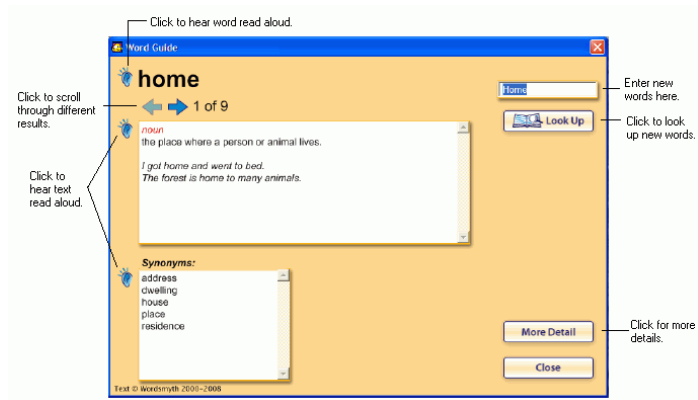 Click to hear word read aloud.
Word Guide
home
Click to scroll
through different
results.
1 of 9
Home
Enter new
words here.
Look Up
Click to look
up new words.
noun
the place where a person or animal lives.
I got home and went to bed.
The forest is home to many animals.
Click to
hear text
read aloud.
Synonyms:
address
dwelling
house
place
residence
More Detail
Click for more
details.
Close
Text © Wordsmyth 2000-2008